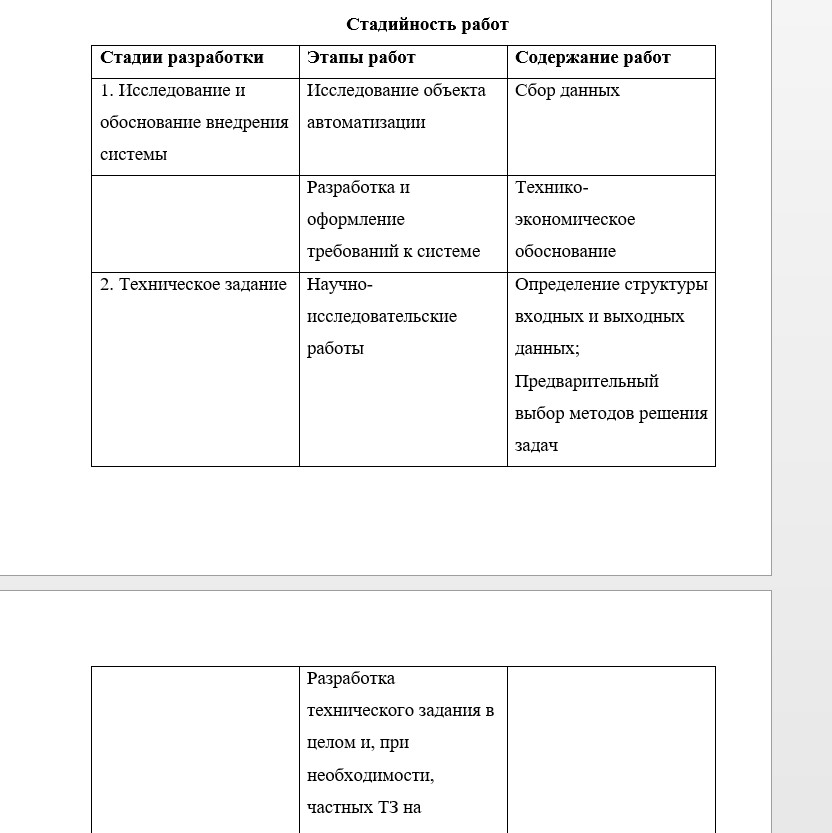 Стадийность работ
Стадии разработки
Этапы работ
Содержание работ
1. Исследование и
обоснование внедрения
системы
Исследование объекта
автоматизации
Сбор данных
Разработка и
оформление
требований к системе
Технико-
экономическое
обоснование
2. Техническое задание
Научно-
исследовательские
работы
Определение структуры
входных и выходных
данных;
Предварительный
выбор методов решения
задач
Разработка
технического задания в
целом и, при
необходимости,
частных ТЗ на